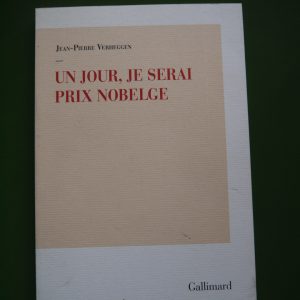 Jean-Pierre Verheggen
UN JOUR, JE SERAI
PRIX NOBELGE
Gallimard